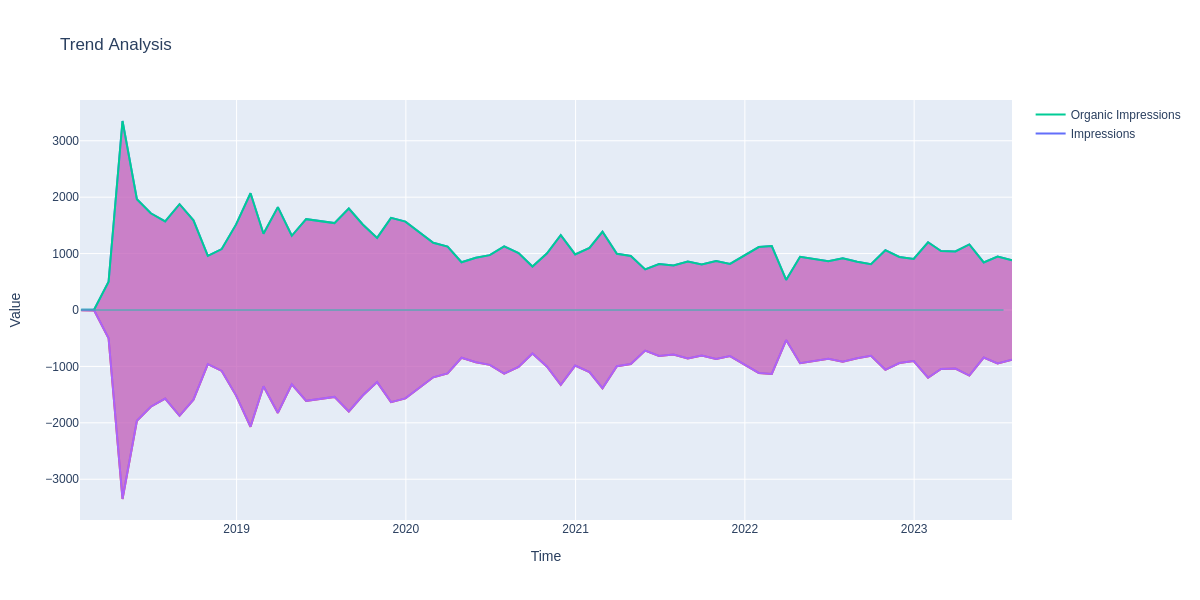 Trend Analysis
Organic Impressions
Impressions
3000
2000
1000
0
−1000
−2000
−3000
Value
2019
2020
2021
2022
2023
Time